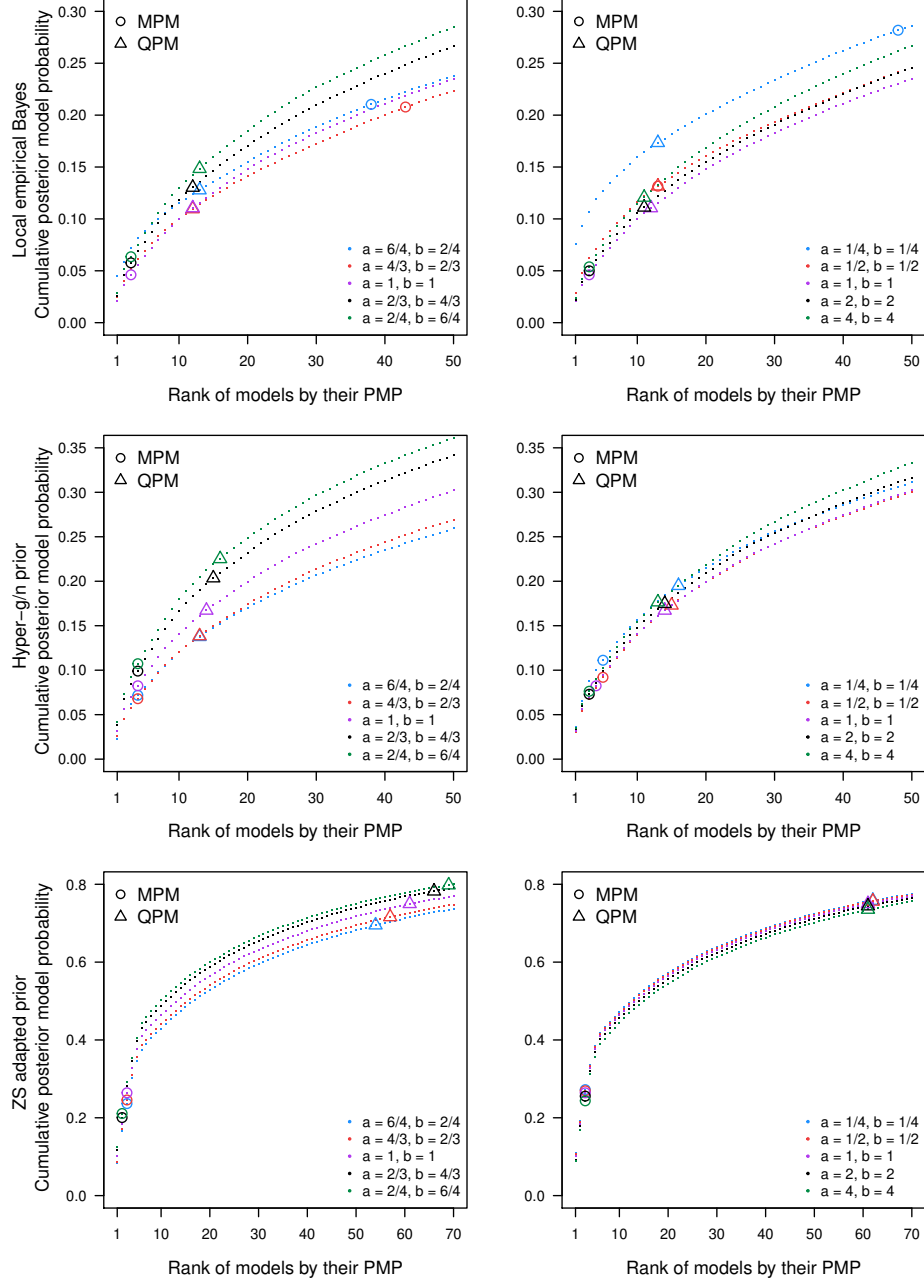 Local empirical Bayes
Cumulative posterior model probability
0.30
0.25
0.20
0.15
0.10
0.05
0.00
MPM
QPM
a = 6/4, b = 2/4
a = 4/3, b = 2/3
a = 1, b = 1
a = 2/3, b = 4/3
a = 2/4, b = 6/4
1 10 20 30 40 50
Rank of models by their PMP
0.30
0.25
0.20
0.15
0.10
0.05
0.00
MPM
QPM
a = 1/4, b = 1/4
a = 1/2, b = 1/2
a = 1, b = 1
a = 2, b = 2
a = 4, b = 4
1 10 20 30 40 50
Rank of models by their PMP
Hyper−g/n prior
Cumulative posterior model probability
0.35
0.30
0.25
0.20
0.15
0.10
0.05
0.00
MPM
QPM
a = 6/4, b = 2/4
a = 4/3, b = 2/3
a = 1, b = 1
a = 2/3, b = 4/3
a = 2/4, b = 6/4
1 10 20 30 40 50
Rank of models by their PMP
0.35
0.30
0.25
0.20
0.15
0.10
0.05
0.00
MPM
QPM
a = 1/4, b = 1/4
a = 1/2, b = 1/2
a = 1, b = 1
a = 2, b = 2
a = 4, b = 4
1 10 20 30 40 50
Rank of models by their PMP
ZS adapted prior
Cumulative posterior model probability
0.8
0.6
0.4
0.2
0.0
MPM
QPM
a = 6/4, b = 2/4
a = 4/3, b = 2/3
a = 1, b = 1
a = 2/3, b = 4/3
a = 2/4, b = 6/4
1 10 20 30 40 50 60 70
Rank of models by their PMP
0.8
0.6
0.4
0.2
0.0
MPM
QPM
a = 1/4, b = 1/4
a = 1/2, b = 1/2
a = 1, b = 1
a = 2, b = 2
a = 4, b = 4
1 10 20 30 40 50 60 70
Rank of models by their PMP